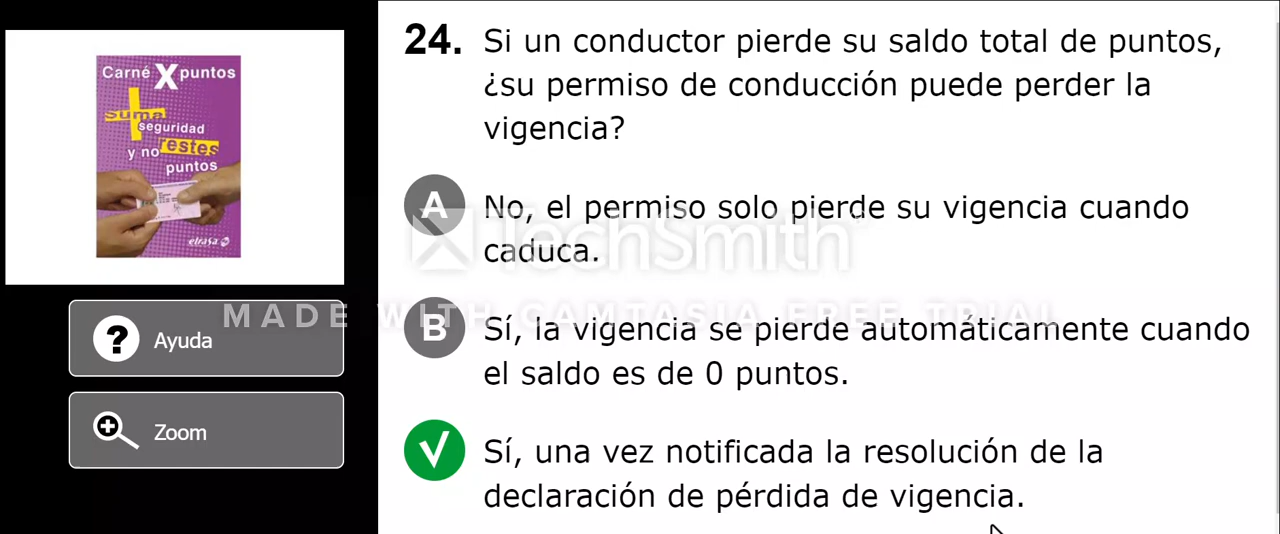 Carné X puntos
suma
seguridad
y no restes
puntos
etrasa
? Ayuda
Zoom
24. Si un conductor pierde su saldo total de puntos,
¿su permiso de conducción puede perder la
vigencia?
A No, el permiso solo pierde su vigencia cuando
caduca.
TechSmith
MADE WITH CAMTASIA FREE TRIAL
B Sí, la vigencia se pierde automáticamente cuando
el saldo es de 0 puntos.
Sí, una vez notificada la resolución de la
declaración de pérdida de vigencia.